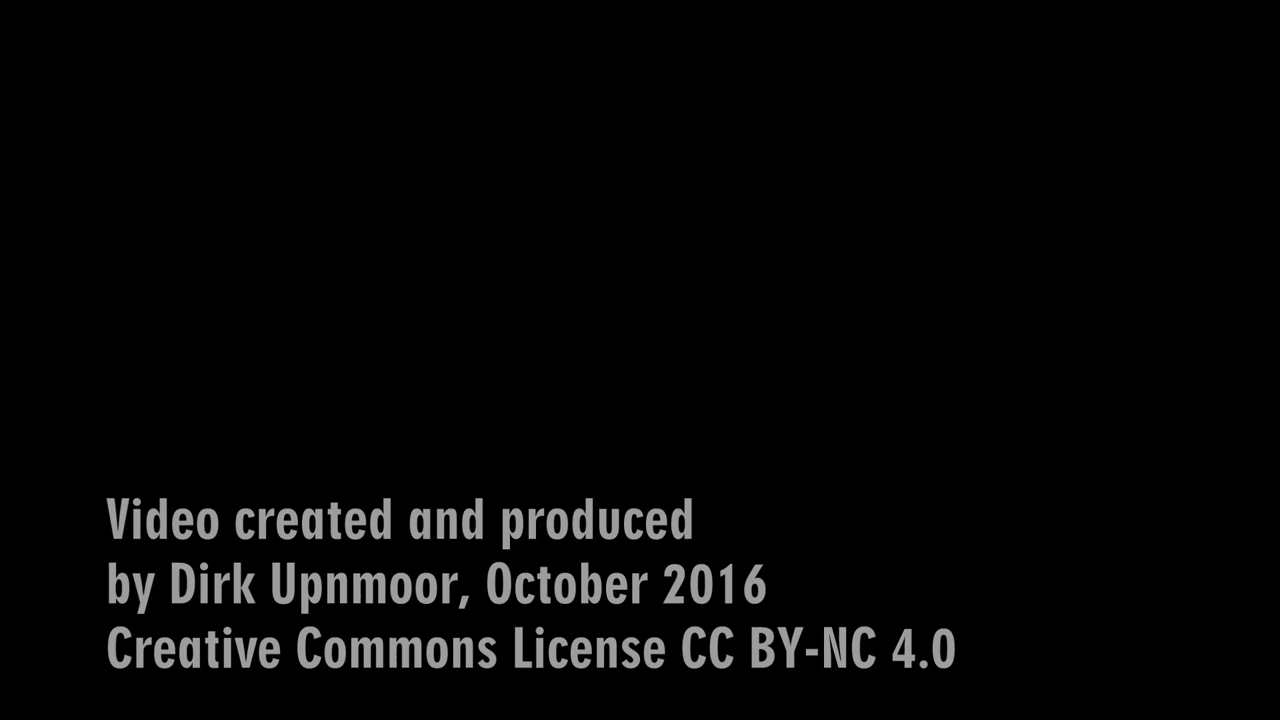 Video created and produced
by Dirk Upnmoor, October 2016
Creative Commons License CC BY-NC 4.0